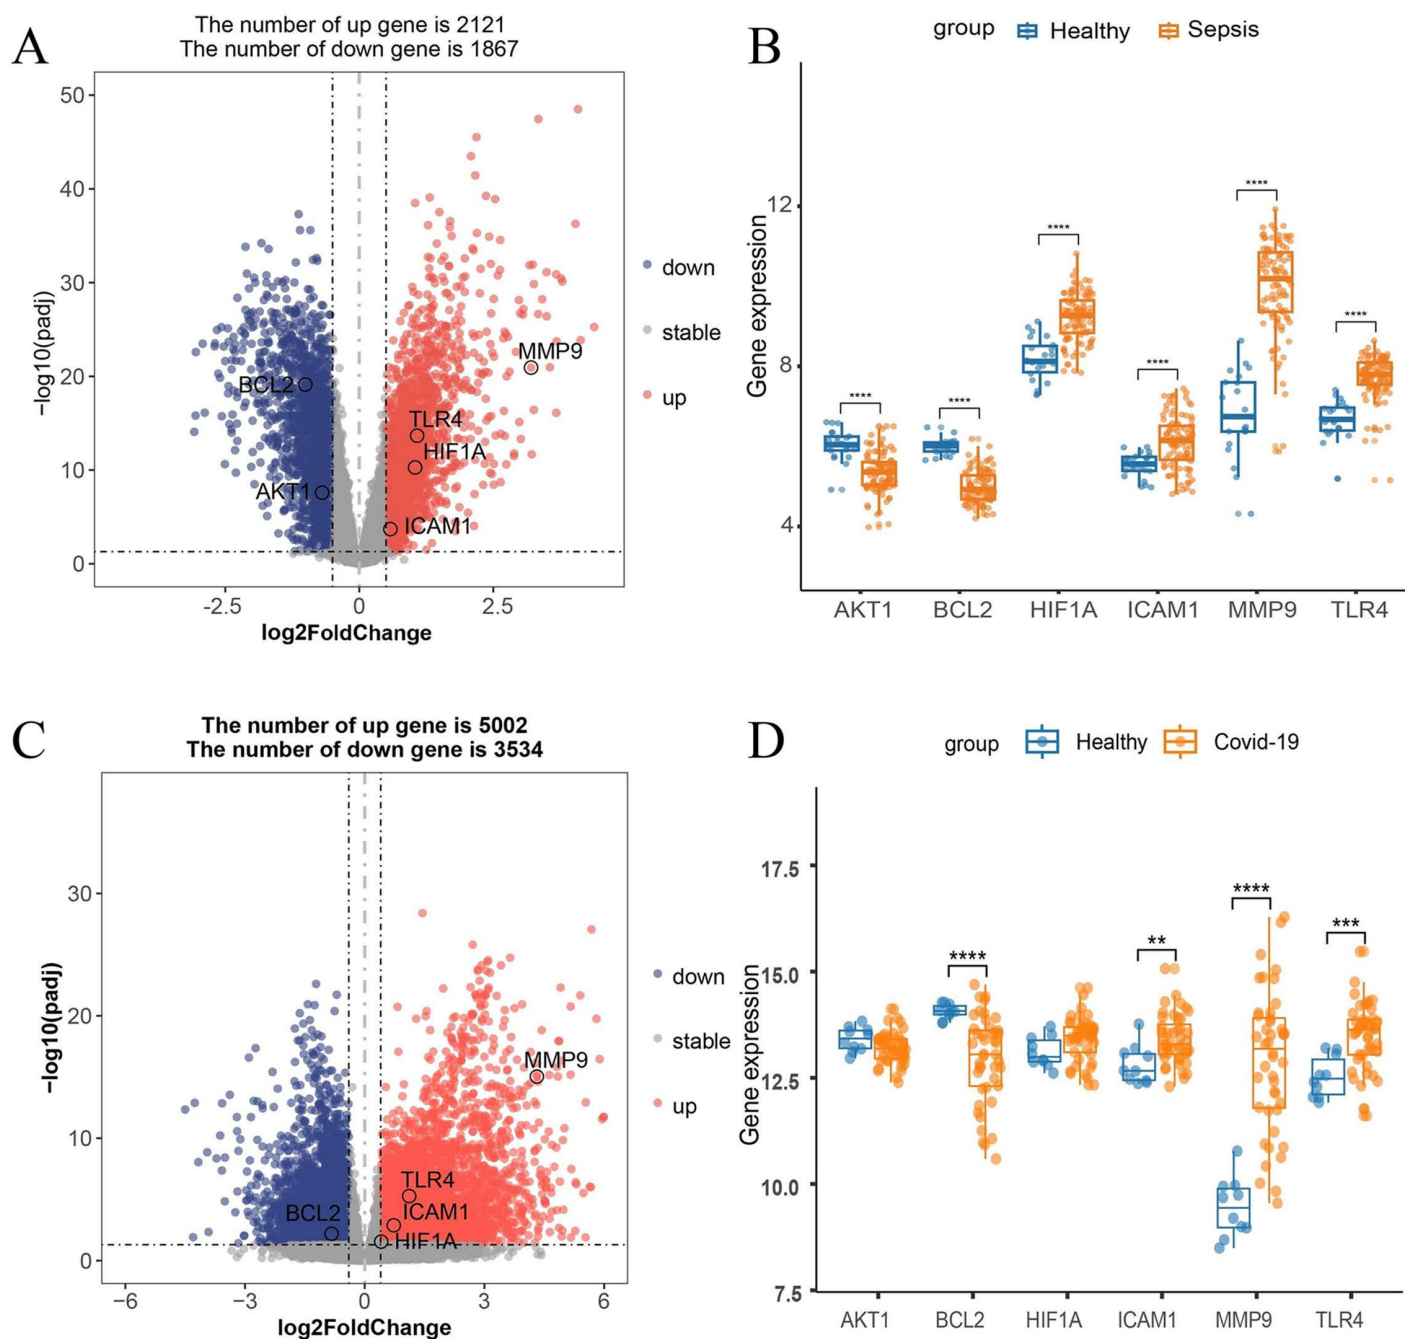 A
The number of up gene is 2121
The number of down gene is 1867
50
40
30
20
10
0
-2.5
0
2.5
−log10(padj)
log2FoldChange
BCL2
AKT1
MMP9
TLR4
HIF1A
ICAM1
down
stable
up
B
group Healthy Sepsis
Gene expression
12
8
4
****
****
****
****
****
****
AKT1 BCL2 HIF1A ICAM1 MMP9 TLR4
C
The number of up gene is 5002
The number of down gene is 3534
30
20
10
0
−6
−3
0
3
6
−log10(padj)
log2FoldChange
MMP9
TLR4
ICAM1
BCL2
HIF1A
down
stable
up
D
group Healthy Covid-19
Gene expression
17.5
15.0
12.5
10.0
7.5
****
**
****
***
AKT1 BCL2 HIF1A ICAM1 MMP9 TLR4